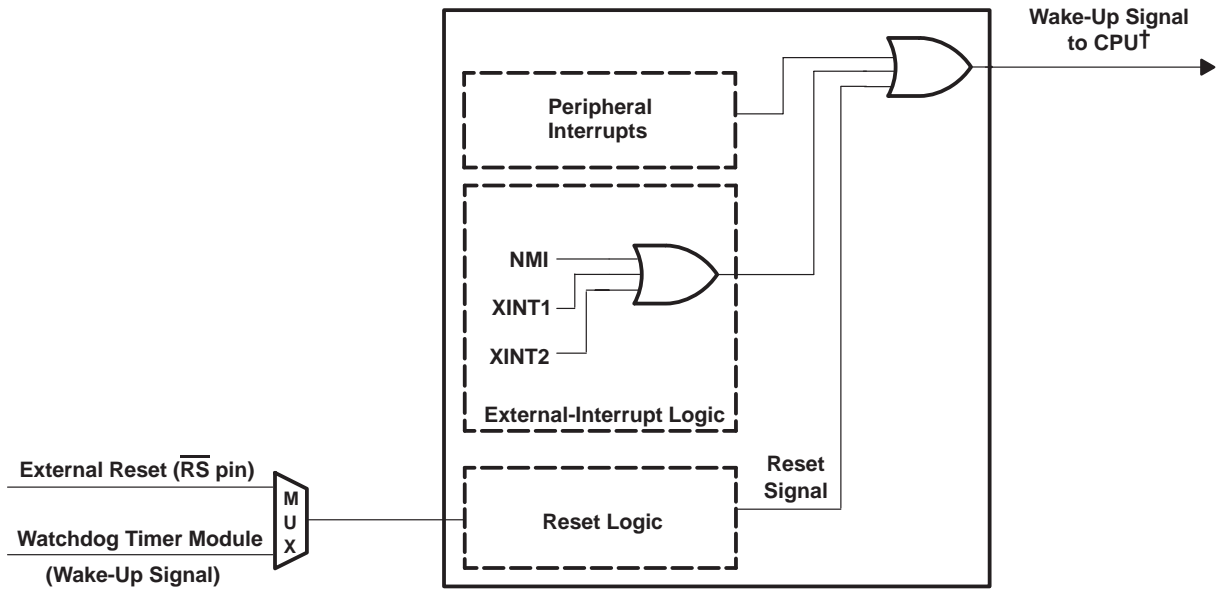 Wake-Up Signal
to CPU†
Peripheral
Interrupts
NMI
XINT1
XINT2
External-Interrupt Logic
External Reset (R̅S̅ pin)
Reset
Signal
MUX
Reset Logic
Watchdog Timer Module
(Wake-Up Signal)